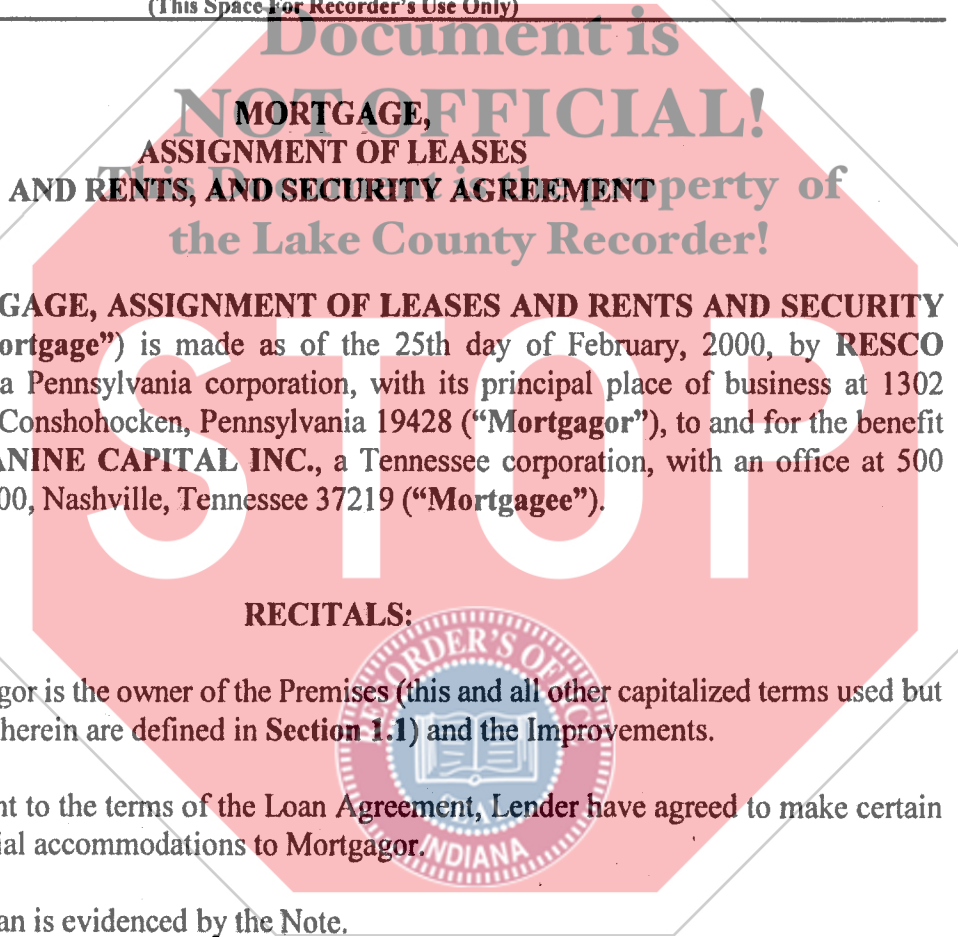 (This Space For Recorder's Use Only)
Document is
NOT OFFICIAL!
MORTGAGE,
ASSIGNMENT OF LEASES
This Document is the property of
AND RENTS, AND SECURITY AGREEMENT
the Lake County Recorder!
GAGE, ASSIGNMENT OF LEASES AND RENTS AND SECURITY
ortgage") is made as of the 25th day of February, 2000, by RESCO
a Pennsylvania corporation, with its principal place of business at 1302
Conshohocken, Pennsylvania 19428 ("Mortgagor"), to and for the benefit
ANINE CAPITAL INC., a Tennessee corporation, with an office at 500
00, Nashville, Tennessee 37219 ("Mortgagee").
STOP
RECITALS:
RECORDER'S OFFICE
gor is the owner of the Premises (this and all other capitalized terms used but
herein are defined in Section 1.1) and the Improvements.
nt to the terms of the Loan Agreement, Lender have agreed to make certain
ial accommodations to Mortgagor.
SEAL
INDIANA
an is evidenced by the Note.